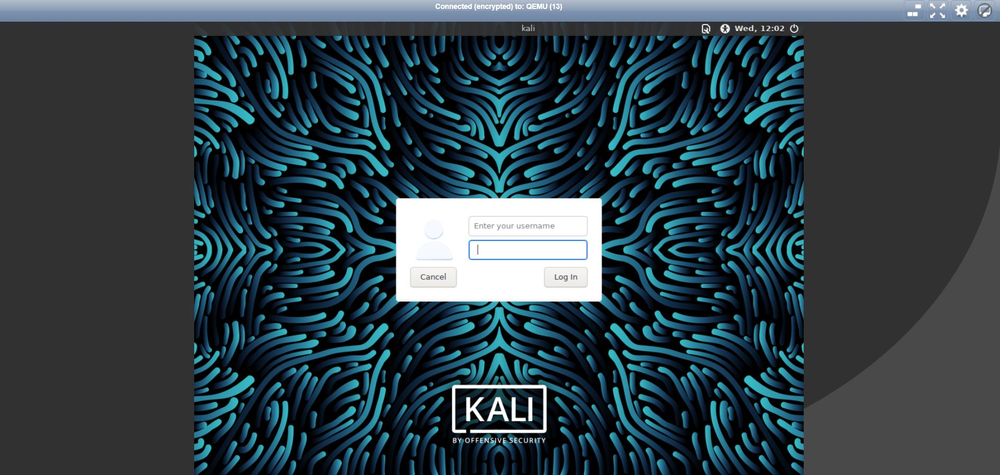 Connected (encrypted) to: QEMU (13)
kali
Wed, 12:02
Enter your username
Cancel
Log In
KALI
BY OFFENSIVE SECURITY